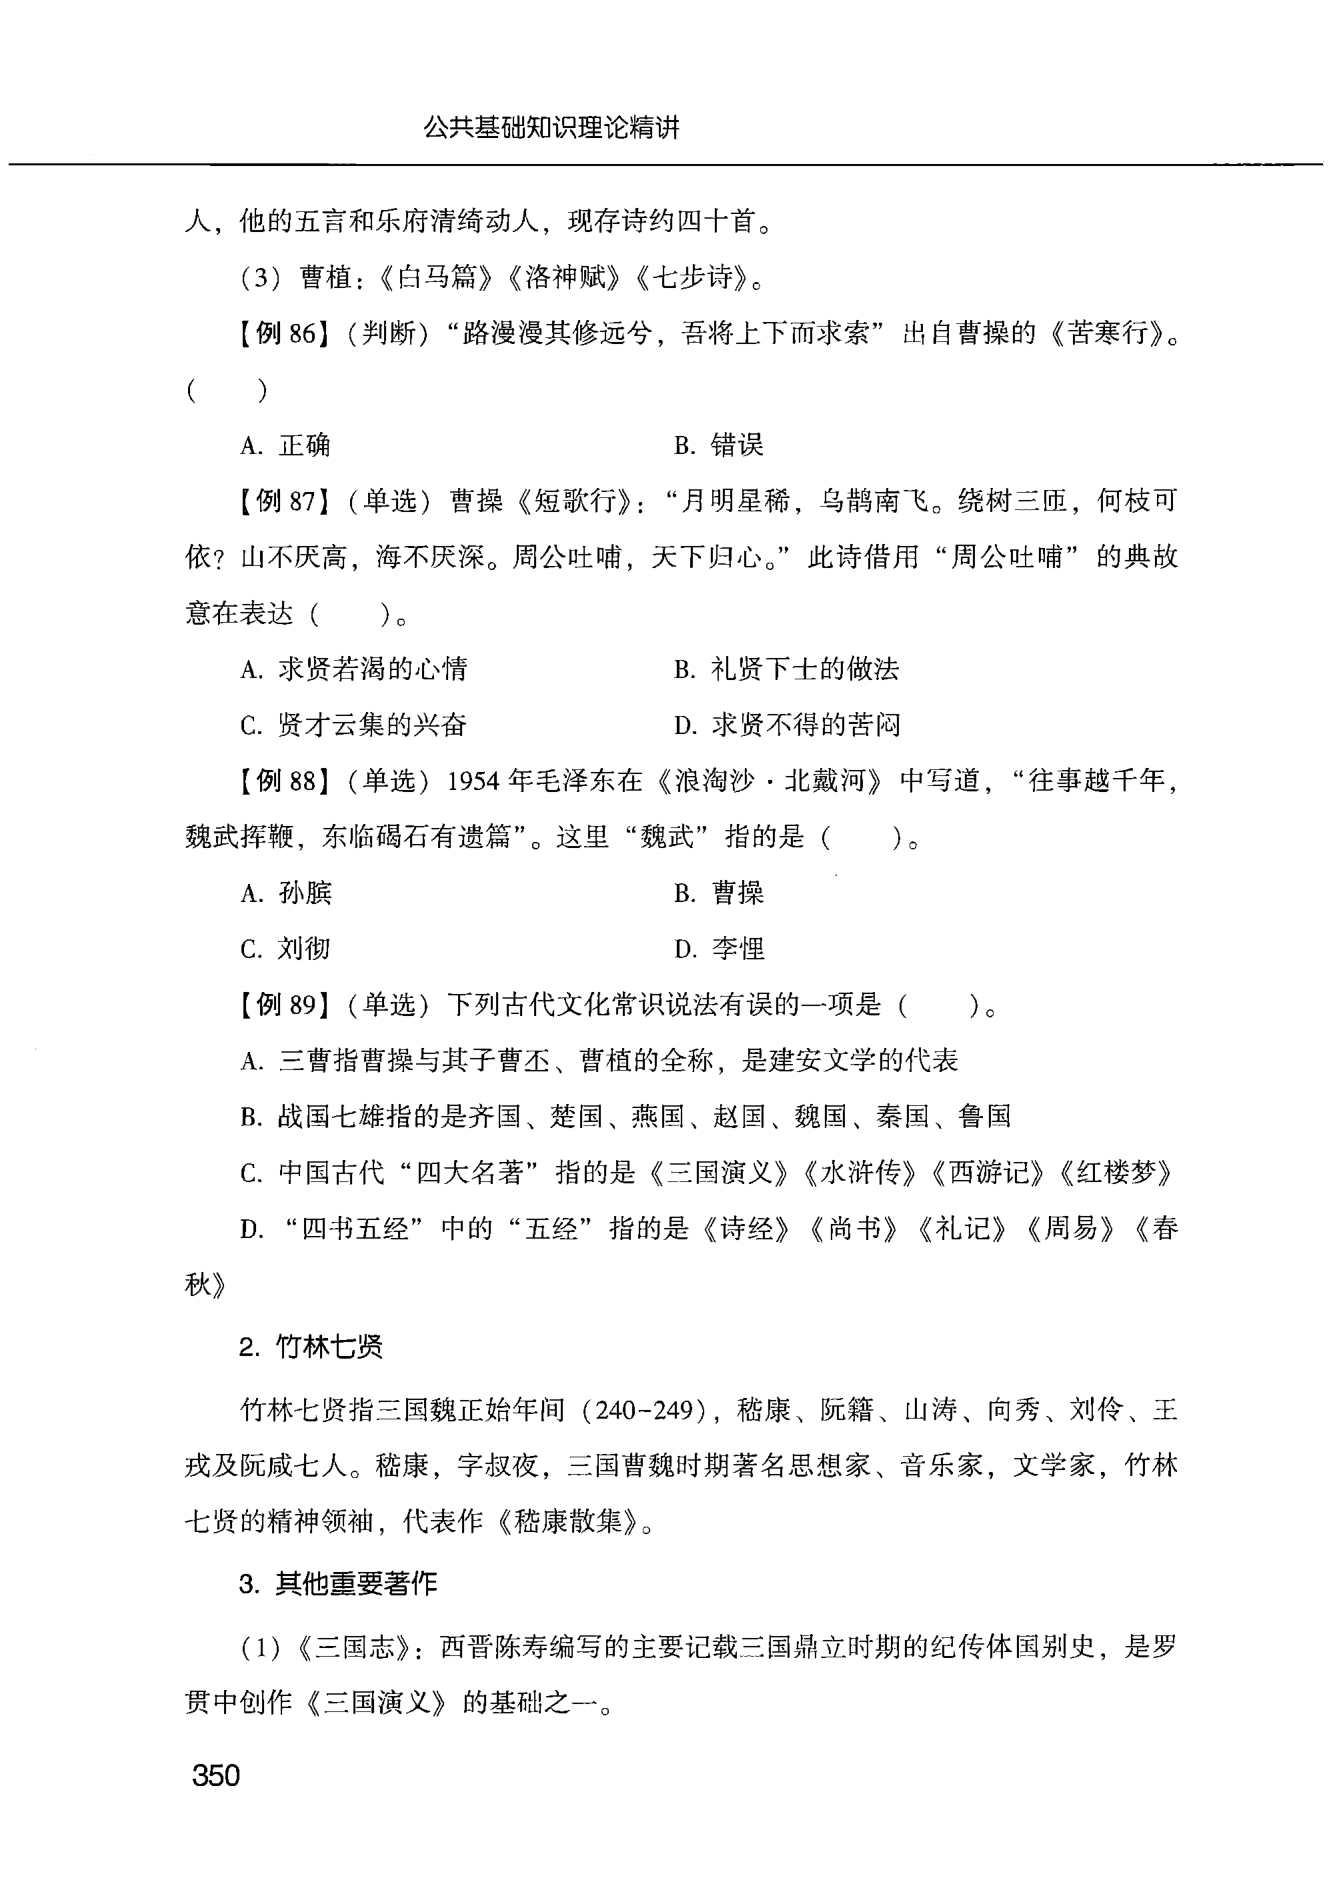 公共基础知识理论精讲
人，他的五言和乐府清绮动人，现存诗约四十首。
（3）曹植：《白马篇》《洛神赋》《七步诗》。
【例 86】（判断）“路漫漫其修远兮，吾将上下而求索” 出自曹操的《苦寒行》。
（　　）
A. 正确　　B. 错误
【例 87】（单选）曹操《短歌行》：“月明星稀，乌鹊南飞。绕树三匝，何枝可
依？山不厌高，海不厌深。周公吐哺，天下归心。” 此诗借用 “周公吐哺” 的典故
意在表达（　　）。
A. 求贤若渴的心情　　B. 礼贤下士的做法
C. 贤才云集的兴奋　　D. 求贤不得的苦闷
【例 88】（单选）1954 年毛泽东在《浪淘沙·北戴河》中写道，“往事越千年，
魏武挥鞭，东临碣石有遗篇”。这里 “魏武” 指的是（　　）。
A. 孙膑　　B. 曹操
C. 刘彻　　D. 李悝
【例 89】（单选）下列古代文化常识说法有误的一项是（　　）。
A. 三曹指曹操与其子曹丕、曹植的全称，是建安文学的代表
B. 战国七雄指的是齐国、楚国、燕国、赵国、魏国、秦国、鲁国
C. 中国古代 “四大名著” 指的是《三国演义》《水浒传》《西游记》《红楼梦》
D. “四书五经” 中的 “五经” 指的是《诗经》《尚书》《礼记》《周易》《春
秋》
2. 竹林七贤
竹林七贤指三国魏正始年间（240-249），嵇康、阮籍、山涛、向秀、刘伶、王
戎及阮咸七人。嵇康，字叔夜，三国曹魏时期著名思想家、音乐家，文学家，竹林
七贤的精神领袖，代表作《嵇康散集》。
3. 其他重要著作
（1）《三国志》：西晋陈寿编写的主要记载三国鼎立时期的纪传体国别史，是罗
贯中创作《三国演义》的基础之一。
350